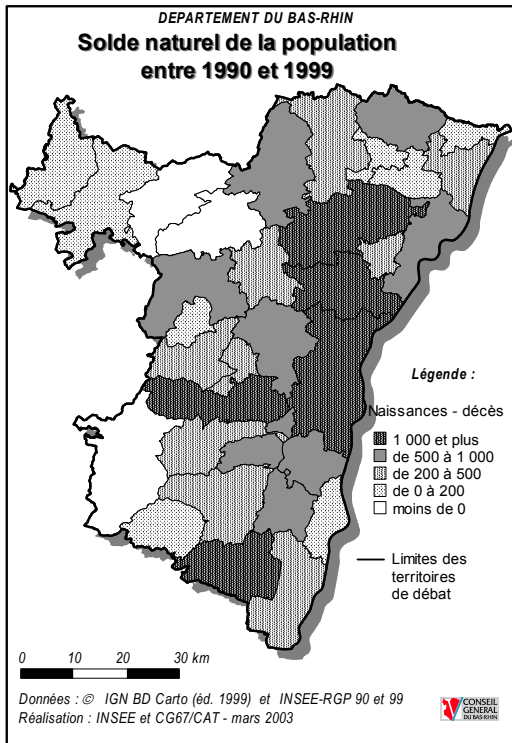 DEPARTEMENT DU BAS-RHIN
Solde naturel de la population
entre 1990 et 1999
Légende :
Naissances - décès
1 000 et plus
de 500 à 1 000
de 200 à 500
de 0 à 200
moins de 0
Limites des
territoires
de débat
0 10 20 30 km
Données : © IGN BD Carto (éd. 1999) et INSEE-RGP 90 et 99
Réalisation : INSEE et CG67/CAT - mars 2003
CONSEIL
GENERAL
DU BAS-RHIN